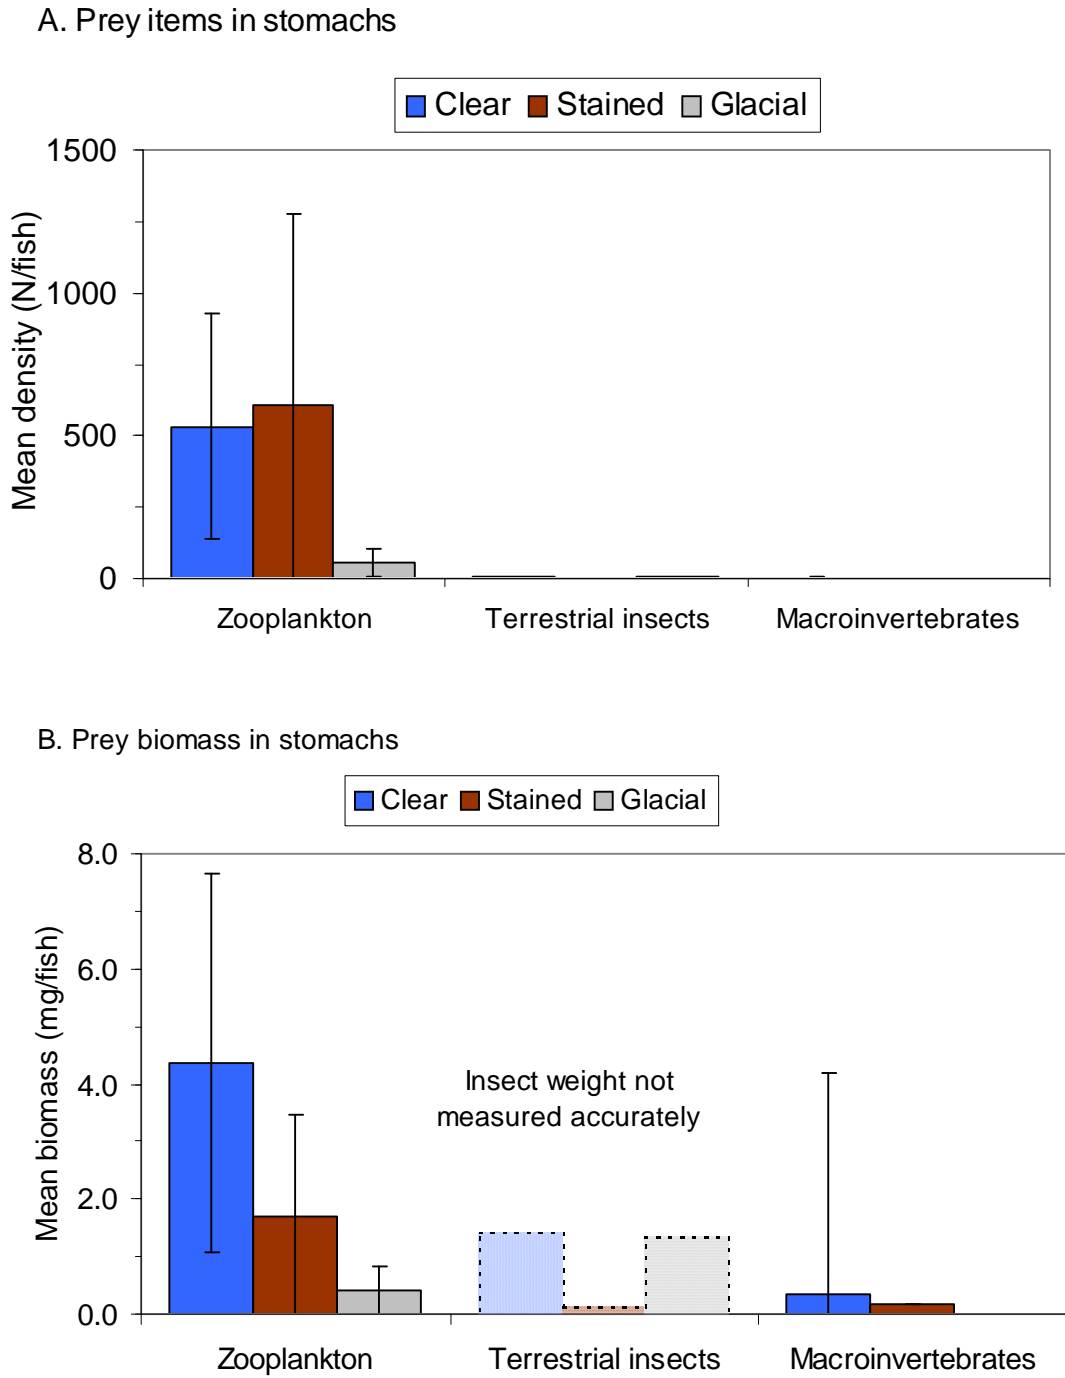 A. Prey items in stomachs
Clear Stained Glacial
1500
1000
500
0
Mean density (N/fish)
Zooplankton Terrestrial insects Macroinvertebrates
B. Prey biomass in stomachs
Clear Stained Glacial
8.0
6.0
4.0
2.0
0.0
Mean biomass (mg/fish)
Insect weight not
measured accurately
Zooplankton Terrestrial insects Macroinvertebrates